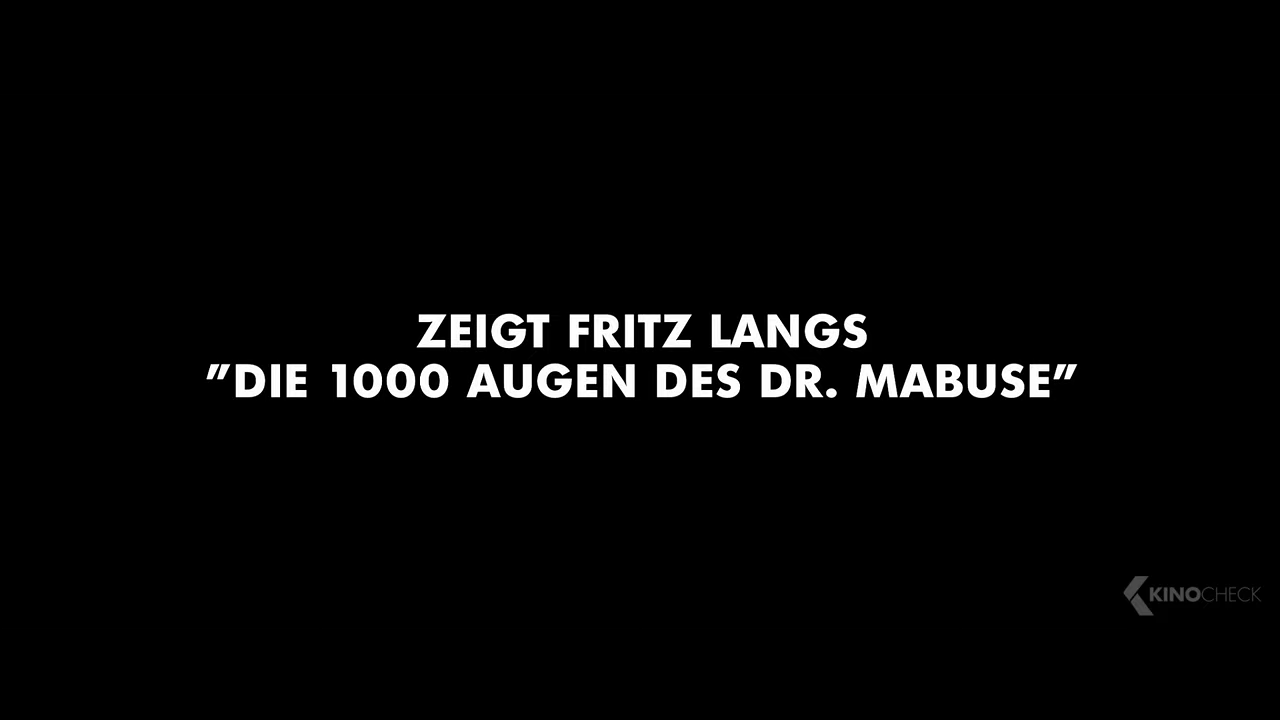 ZEIGT FRITZ LANGS
"DIE 1000 AUGEN DES DR. MABUSE"
KINOCHECK